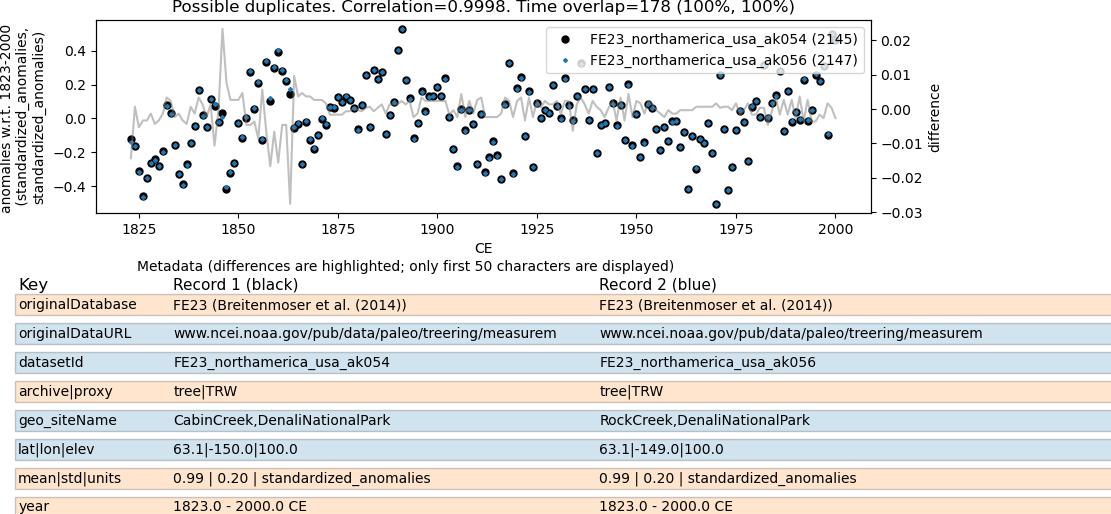 Possible duplicates. Correlation=0.9998. Time overlap=178 (100%, 100%)
anomalies w.r.t. 1823-2000
(standardized_anomalies,
standardized_anomalies)
0.4
0.2
0.0
−0.2
−0.4
FE23_northamerica_usa_ak054 (2145)
FE23_northamerica_usa_ak056 (2147)
0.02
0.01
0.00
−0.01
−0.02
−0.03
difference
1825 1850 1875 1900 1925 1950 1975 2000
CE
Metadata (differences are highlighted; only first 50 characters are displayed)
Key Record 1 (black) Record 2 (blue)
originalDatabase FE23 (Breitenmoser et al. (2014)) FE23 (Breitenmoser et al. (2014))
originalDataURL www.ncei.noaa.gov/pub/data/paleo/treering/measurem www.ncei.noaa.gov/pub/data/paleo/treering/measurem
datasetId FE23_northamerica_usa_ak054 FE23_northamerica_usa_ak056
archive|proxy tree|TRW tree|TRW
geo_siteName CabinCreek,DenaliNationalPark RockCreek,DenaliNationalPark
lat|lon|elev 63.1|-150.0|100.0 63.1|-149.0|100.0
mean|std|units 0.99 | 0.20 | standardized_anomalies 0.99 | 0.20 | standardized_anomalies
year 1823.0 - 2000.0 CE 1823.0 - 2000.0 CE